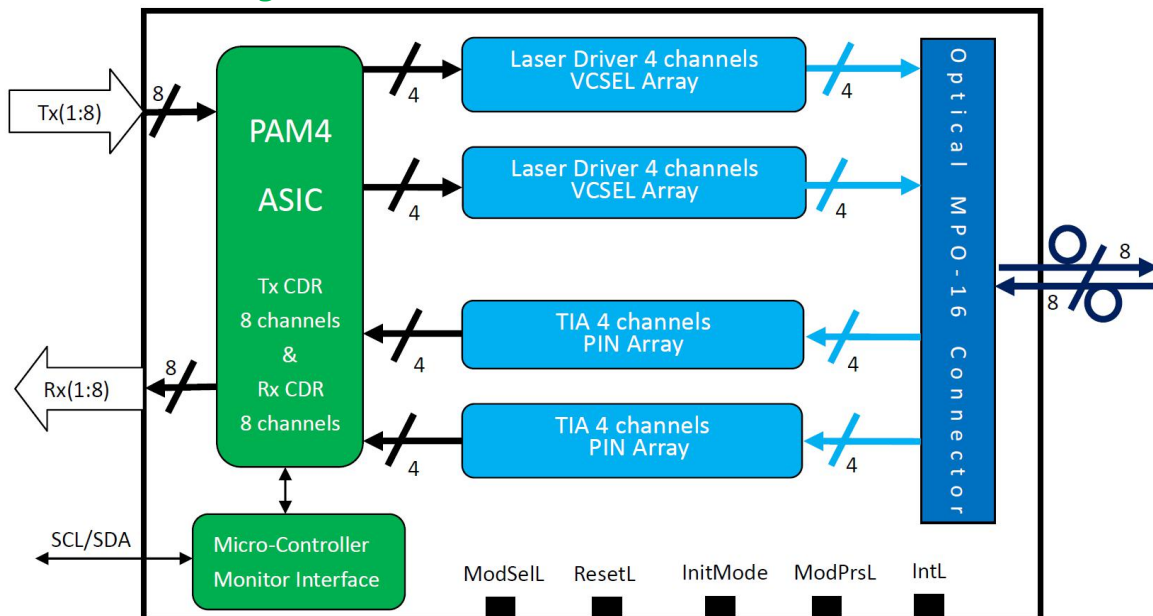 Tx(1:8)
8
PAM4
ASIC
Tx CDR
8 channels
&
Rx CDR
8 channels
4
Laser Driver 4 channels
VCSEL Array
4
4
Laser Driver 4 channels
VCSEL Array
4
4
TIA 4 channels
PIN Array
4
4
TIA 4 channels
PIN Array
4
Optical MPO-16 Connector
8
8
Rx(1:8)
8
SCL/SDA
Micro-Controller
Monitor Interface
ModSelL
ResetL
InitMode
ModPrsL
IntL